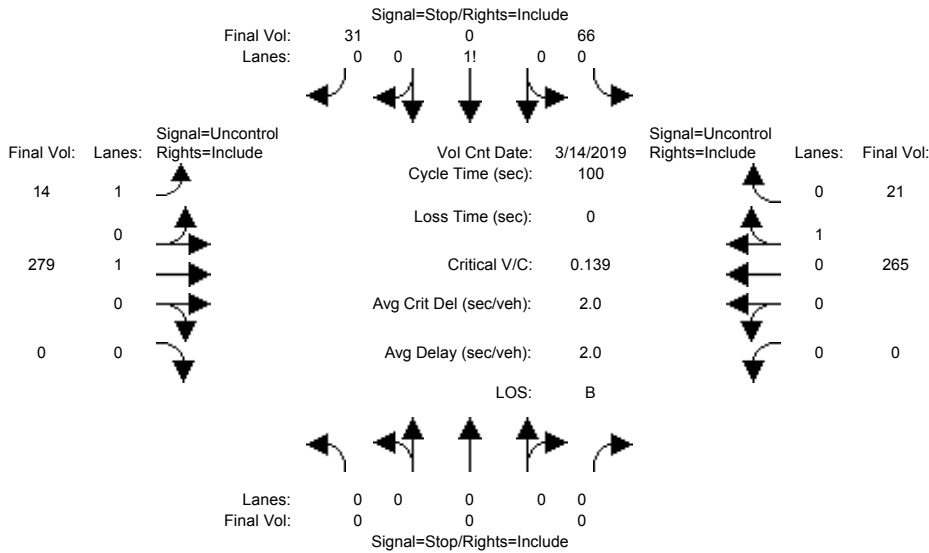 Signal=Stop/Rights=Include
Final Vol: 31 0 66
Lanes: 0 0 1! 0 0
Signal=Uncontrol Signal=Uncontrol
Final Vol: Lanes: Rights=Include Vol Cnt Date: 3/14/2019 Rights=Include Lanes: Final Vol:
Cycle Time (sec): 100
14 1 0 21
Loss Time (sec): 0
0 1
279 1 Critical V/C: 0.139 0 265
0 Avg Crit Del (sec/veh): 2.0 0
0 0 Avg Delay (sec/veh): 2.0 0 0
LOS: B
Lanes: 0 0 0 0 0
Final Vol: 0 0 0
Signal=Stop/Rights=Include